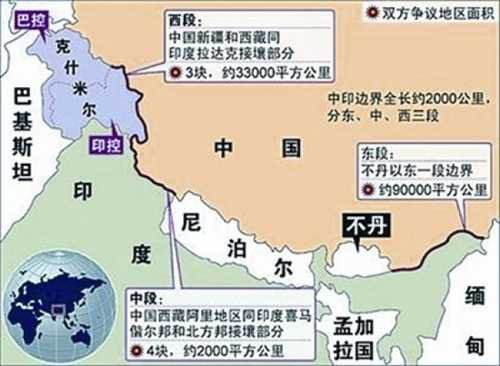 巴控
克什米尔
印控
巴基斯坦
西段:
中国新疆和西藏同
印度拉达克接壤部分
3块,约33000平方公里
双方争议地区面积
中印边界全长约2000公里,
分东、中、西三段
中国
东段:
不丹以东一段边界
约90000平方公里
印度
尼泊尔
不丹
中段:
中国西藏阿里地区同印度喜马
偕尔邦和北方邦接壤部分
4块,约2000平方公里
孟加
拉国
缅甸